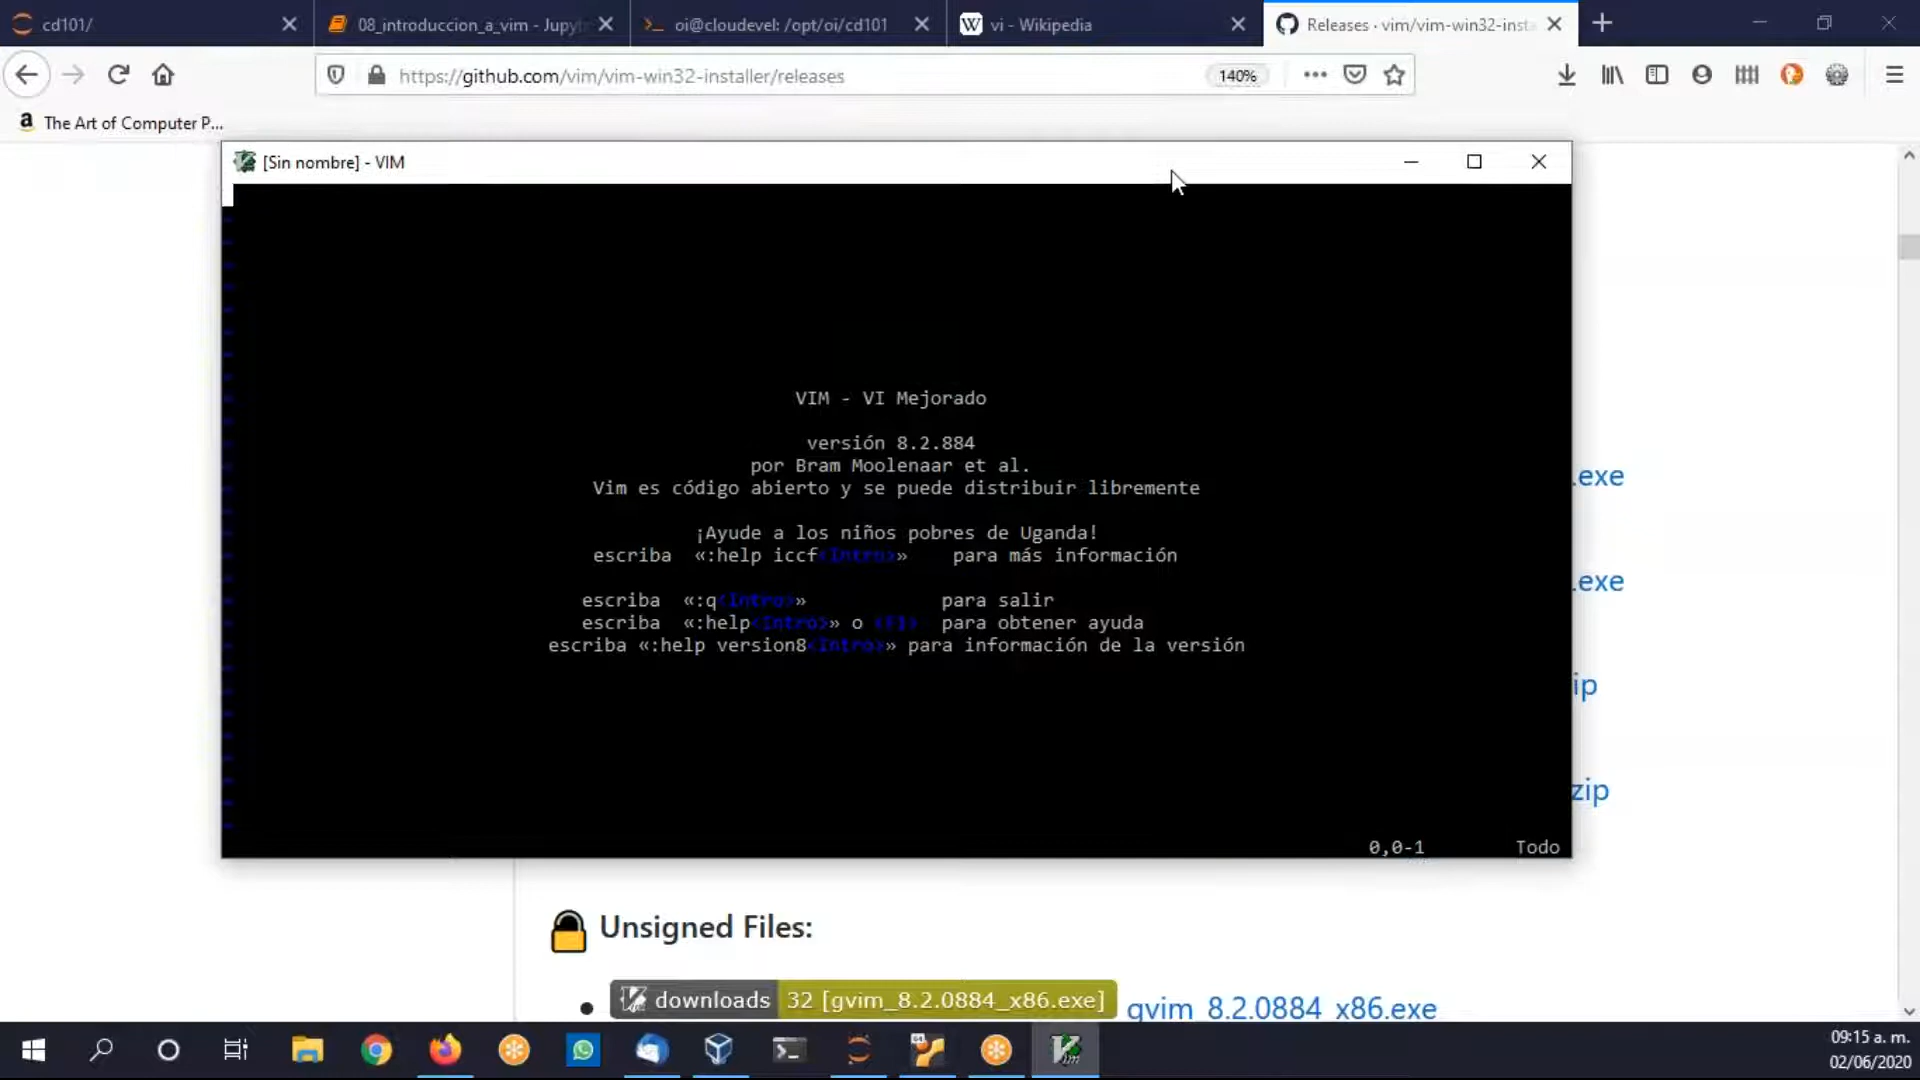 cd101/
08_introduccion_a_vim - Jupyt
oi@cloudevel: /opt/oi/cd101
vi - Wikipedia
Releases · vim/vim-win32-inst
https://github.com/vim/vim-win32-installer/releases
140%
The Art of Computer P...
[Sin nombre] - VIM
VIM - VI Mejorado
versión 8.2.884
por Bram Moolenaar et al.
Vim es código abierto y se puede distribuir libremente
¡Ayude a los niños pobres de Uganda!
escriba «:help iccf<Intro>» para más información
escriba «:q<Intro>» para salir
escriba «:help<Intro>» o <F1> para obtener ayuda
escriba «:help version8<Intro>» para información de la versión
0,0-1 Todo
.exe
.exe
ip
zip
Unsigned Files:
downloads 32 [gvim_8.2.0884_x86.exe] gvim_8.2.0884_x86.exe
09:15 a. m.
02/06/2020